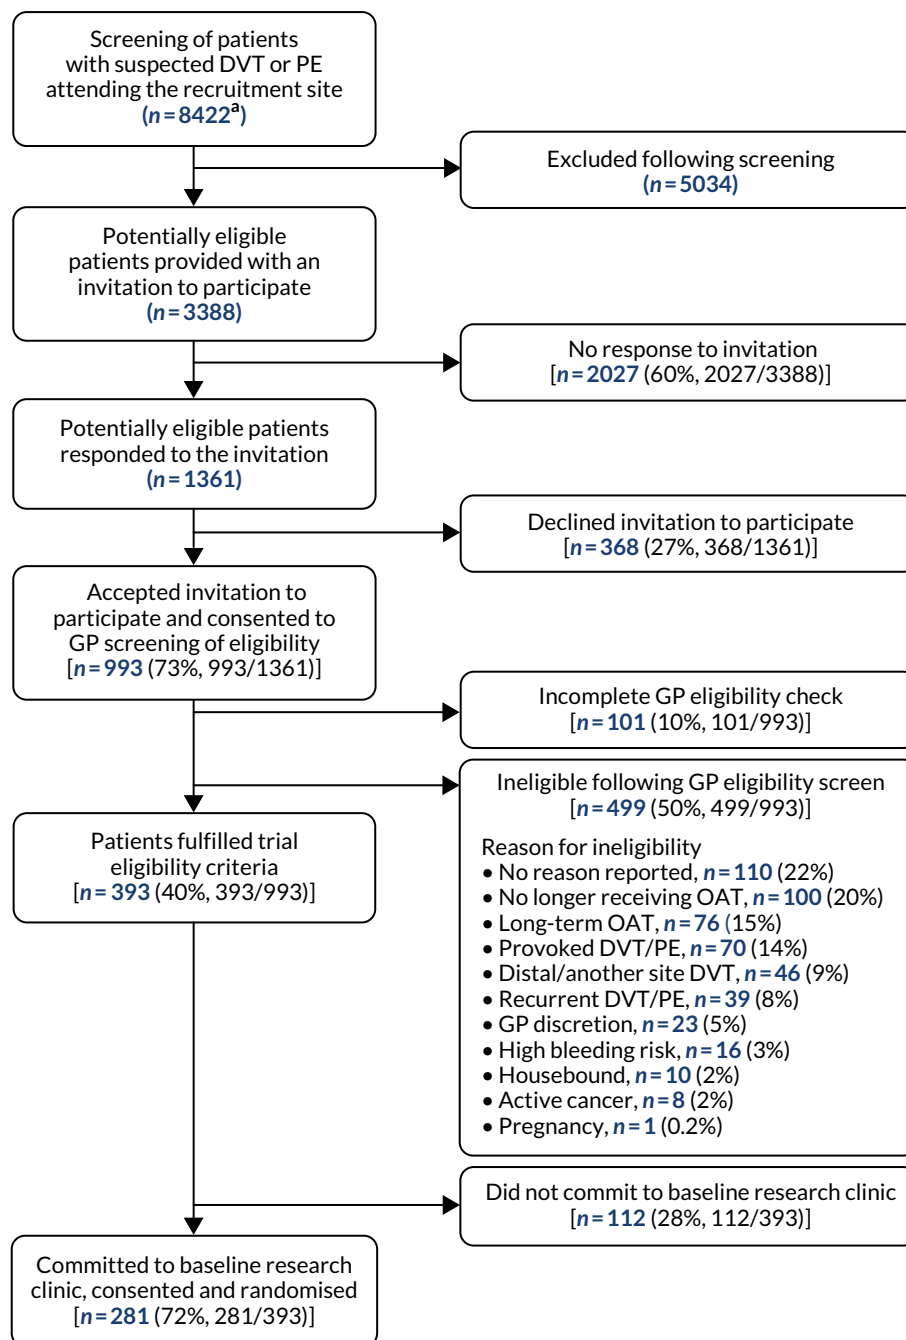 Screening of patients
with suspected DVT or PE
attending the recruitment site
(n = 8422ᵃ)
Excluded following screening
(n = 5034)
Potentially eligible
patients provided with an
invitation to participate
(n = 3388)
No response to invitation
[n = 2027 (60%, 2027/3388)]
Potentially eligible patients
responded to the invitation
(n = 1361)
Declined invitation to participate
[n = 368 (27%, 368/1361)]
Accepted invitation to
participate and consented to
GP screening of eligibility
[n = 993 (73%, 993/1361)]
Incomplete GP eligibility check
[n = 101 (10%, 101/993)]
Ineligible following GP eligibility screen
[n = 499 (50%, 499/993)]
Reason for ineligibility
• No reason reported, n = 110 (22%)
• No longer receiving OAT, n = 100 (20%)
• Long-term OAT, n = 76 (15%)
• Provoked DVT/PE, n = 70 (14%)
• Distal/another site DVT, n = 46 (9%)
• Recurrent DVT/PE, n = 39 (8%)
• GP discretion, n = 23 (5%)
• High bleeding risk, n = 16 (3%)
• Housebound, n = 10 (2%)
• Active cancer, n = 8 (2%)
• Pregnancy, n = 1 (0.2%)
Patients fulfilled trial
eligibility criteria
[n = 393 (40%, 393/993)]
Did not commit to baseline research clinic
[n = 112 (28%, 112/393)]
Committed to baseline research
clinic, consented and randomised
[n = 281 (72%, 281/393)]